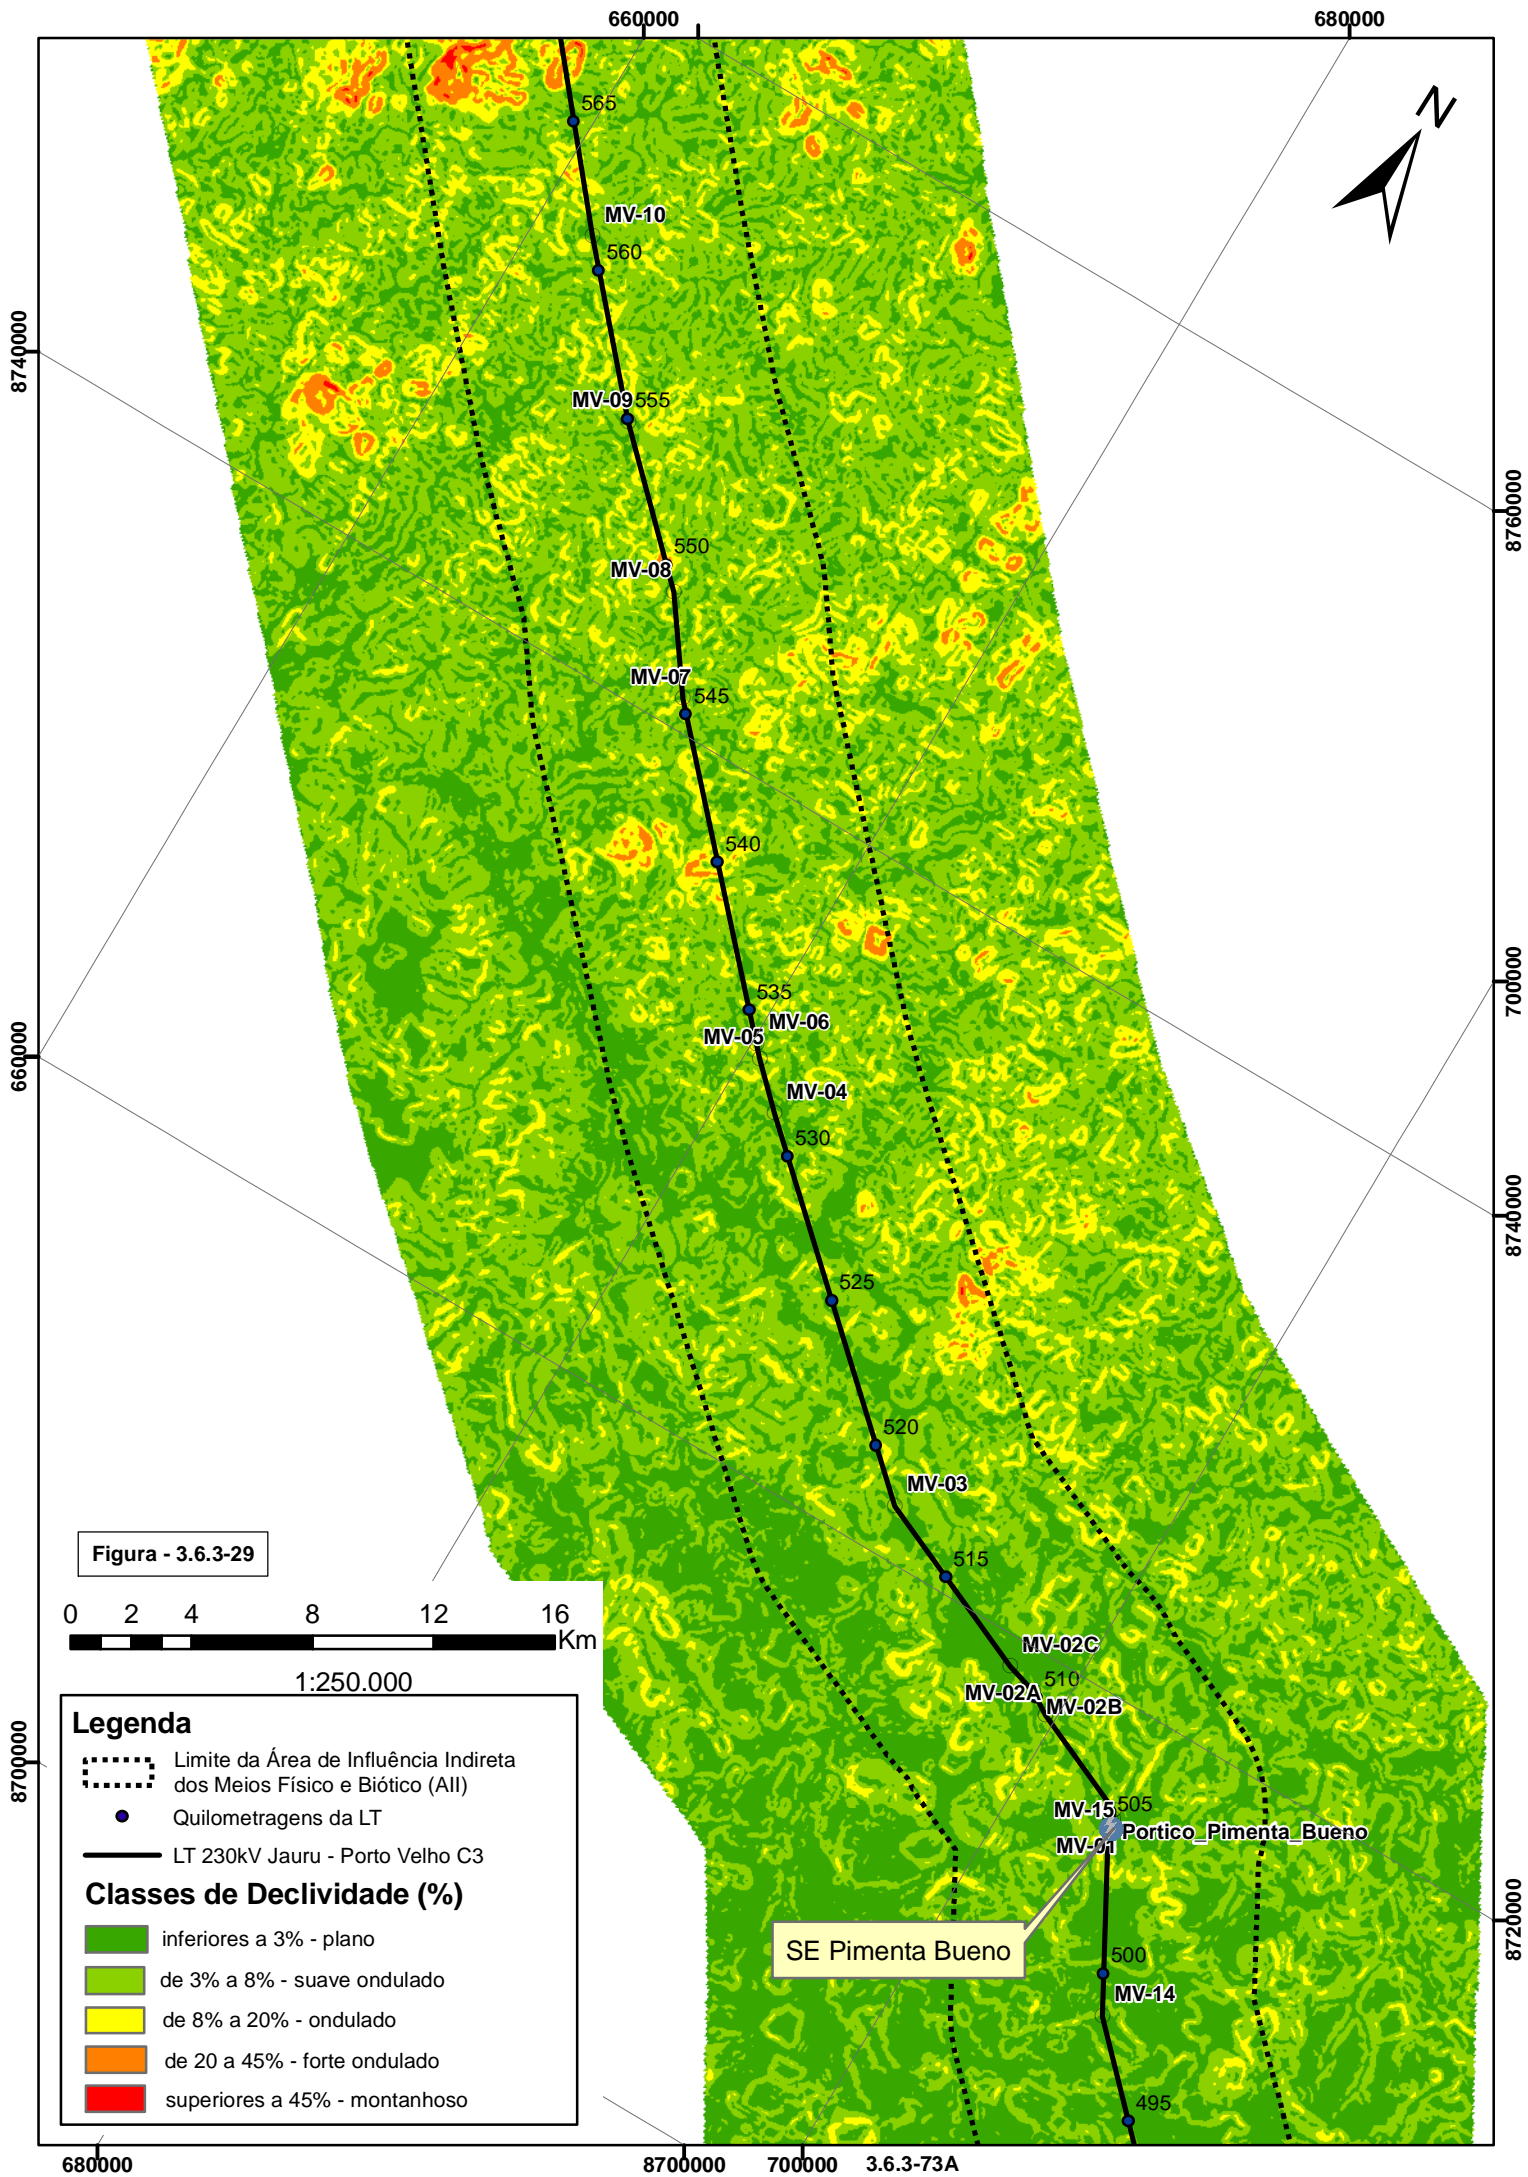 660000
680000
N
565
MV-10
560
8740000
MV-09
555
8760000
550
MV-08
MV-07
545
540
700000
535
MV-06
MV-05
660000
MV-04
530
8740000
525
520
MV-03
Figura - 3.6.3-29
515
0 2 4 8 12 16
Km
1:250.000
MV-02C
510
MV-02A
MV-02B
8700000
Legenda
Limite da Área de Influência Indireta
dos Meios Físico e Biótico (AII)
Quilometragens da LT
LT 230kV Jauru - Porto Velho C3
Classes de Declividade (%)
inferiores a 3% - plano
de 3% a 8% - suave ondulado
de 8% a 20% - ondulado
de 20 a 45% - forte ondulado
superiores a 45% - montanhoso
MV-15
505
Portico_Pimenta_Bueno
MV-01
8720000
SE Pimenta Bueno
500
MV-14
495
680000
8700000
700000
3.6.3-73A